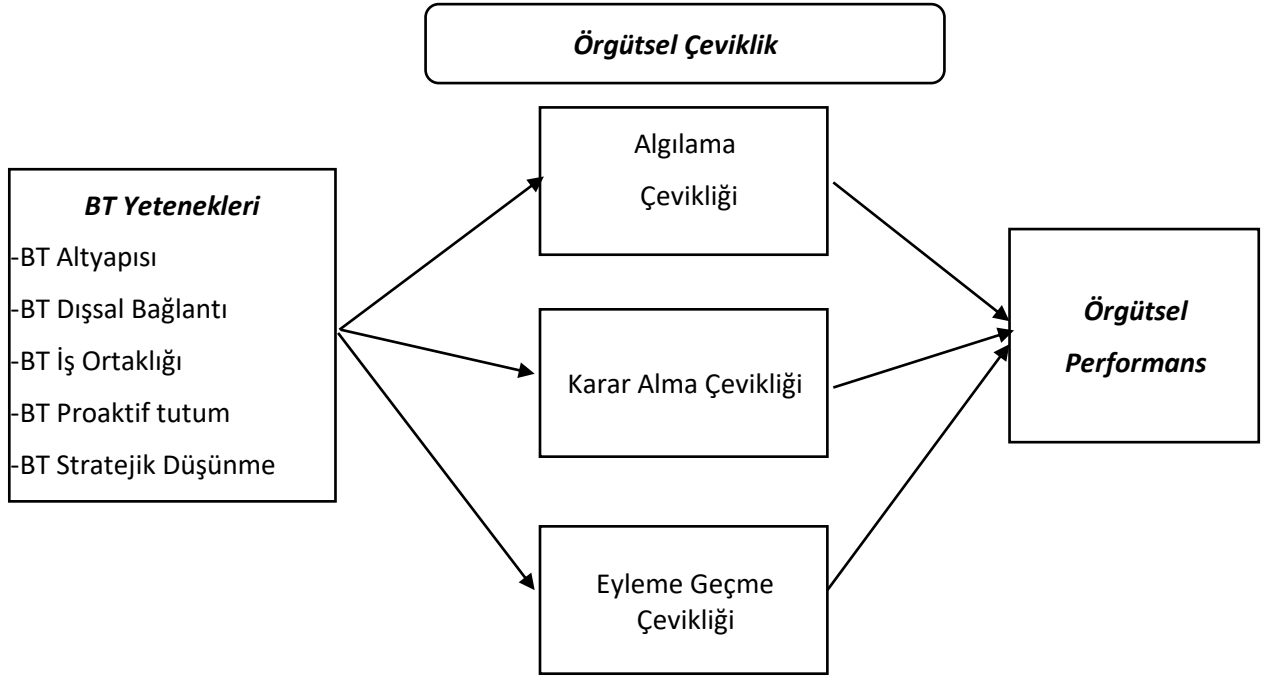 Örgütsel Çeviklik
BT Yetenekleri
-BT Altyapısı
-BT Dışsal Bağlantı
-BT İş Ortaklığı
-BT Proaktif tutum
-BT Stratejik Düşünme
Algılama
Çevikliği
Karar Alma Çevikliği
Eyleme Geçme
Çevikliği
Örgütsel
Performans